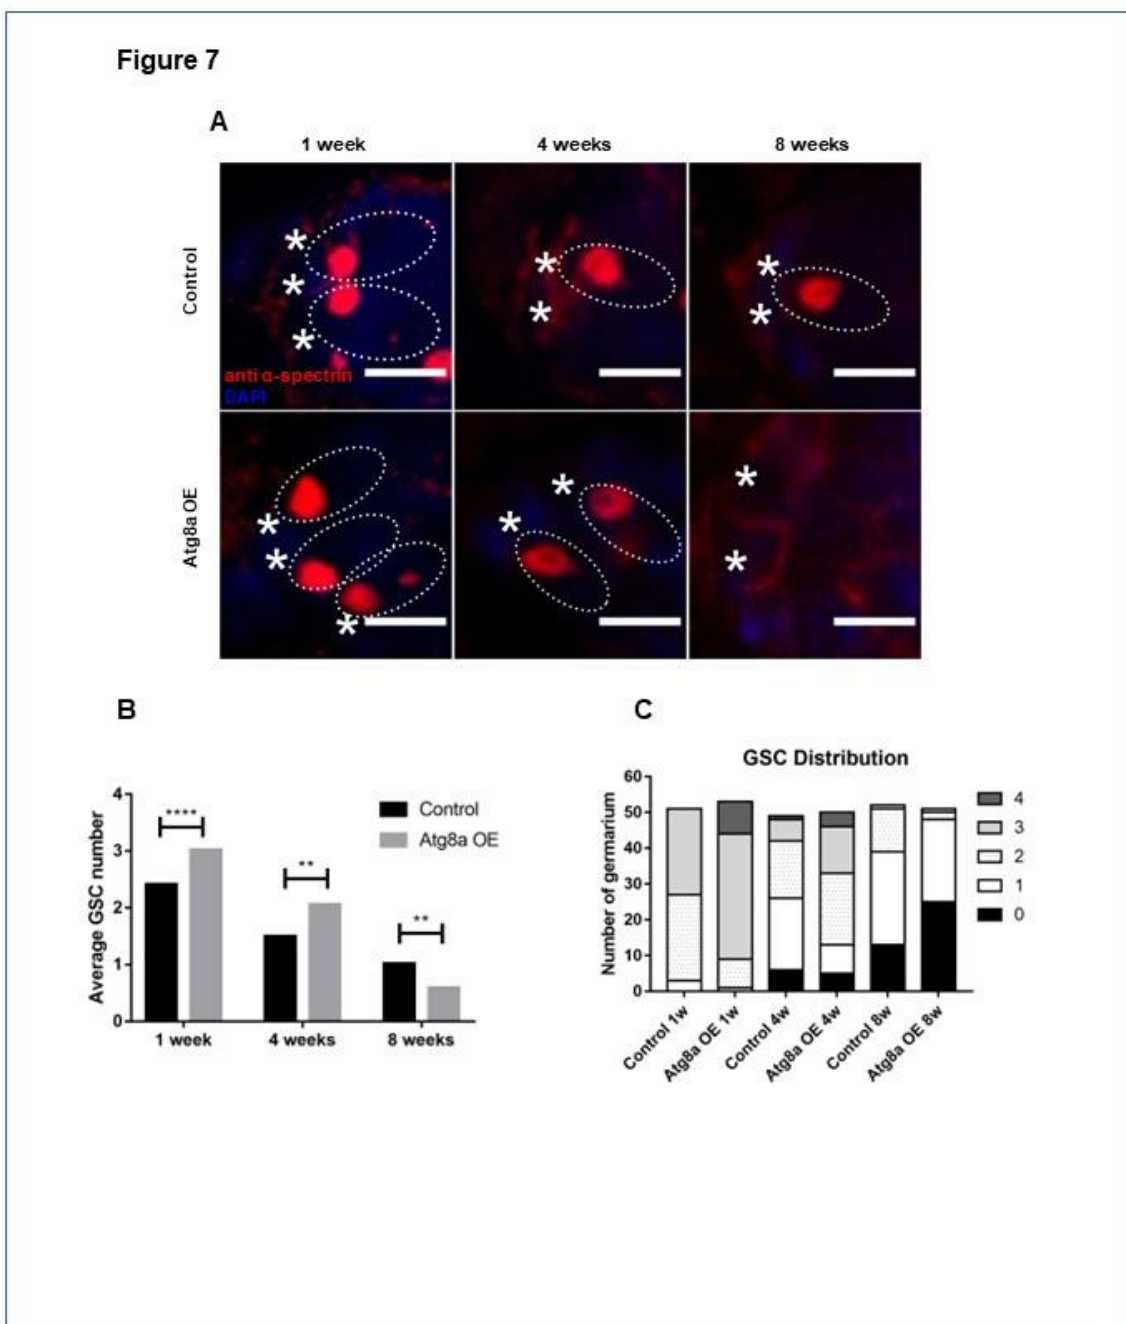 Figure 7
A
1 week 4 weeks 8 weeks
Control
* * * * * * *
anti α-spectrin
DAPI
Atg8a OE
* * * * * * *
B
Average GSC number
4
3
2
1
0
**** ** **
Control
Atg8a OE
1 week 4 weeks 8 weeks
C
GSC Distribution
Number of germarium
60
50
40
30
20
10
0
4
3
2
1
0
Control 1w
Atg8a OE 1w
Control 4w
Atg8a OE 4w
Control 8w
Atg8a OE 8w